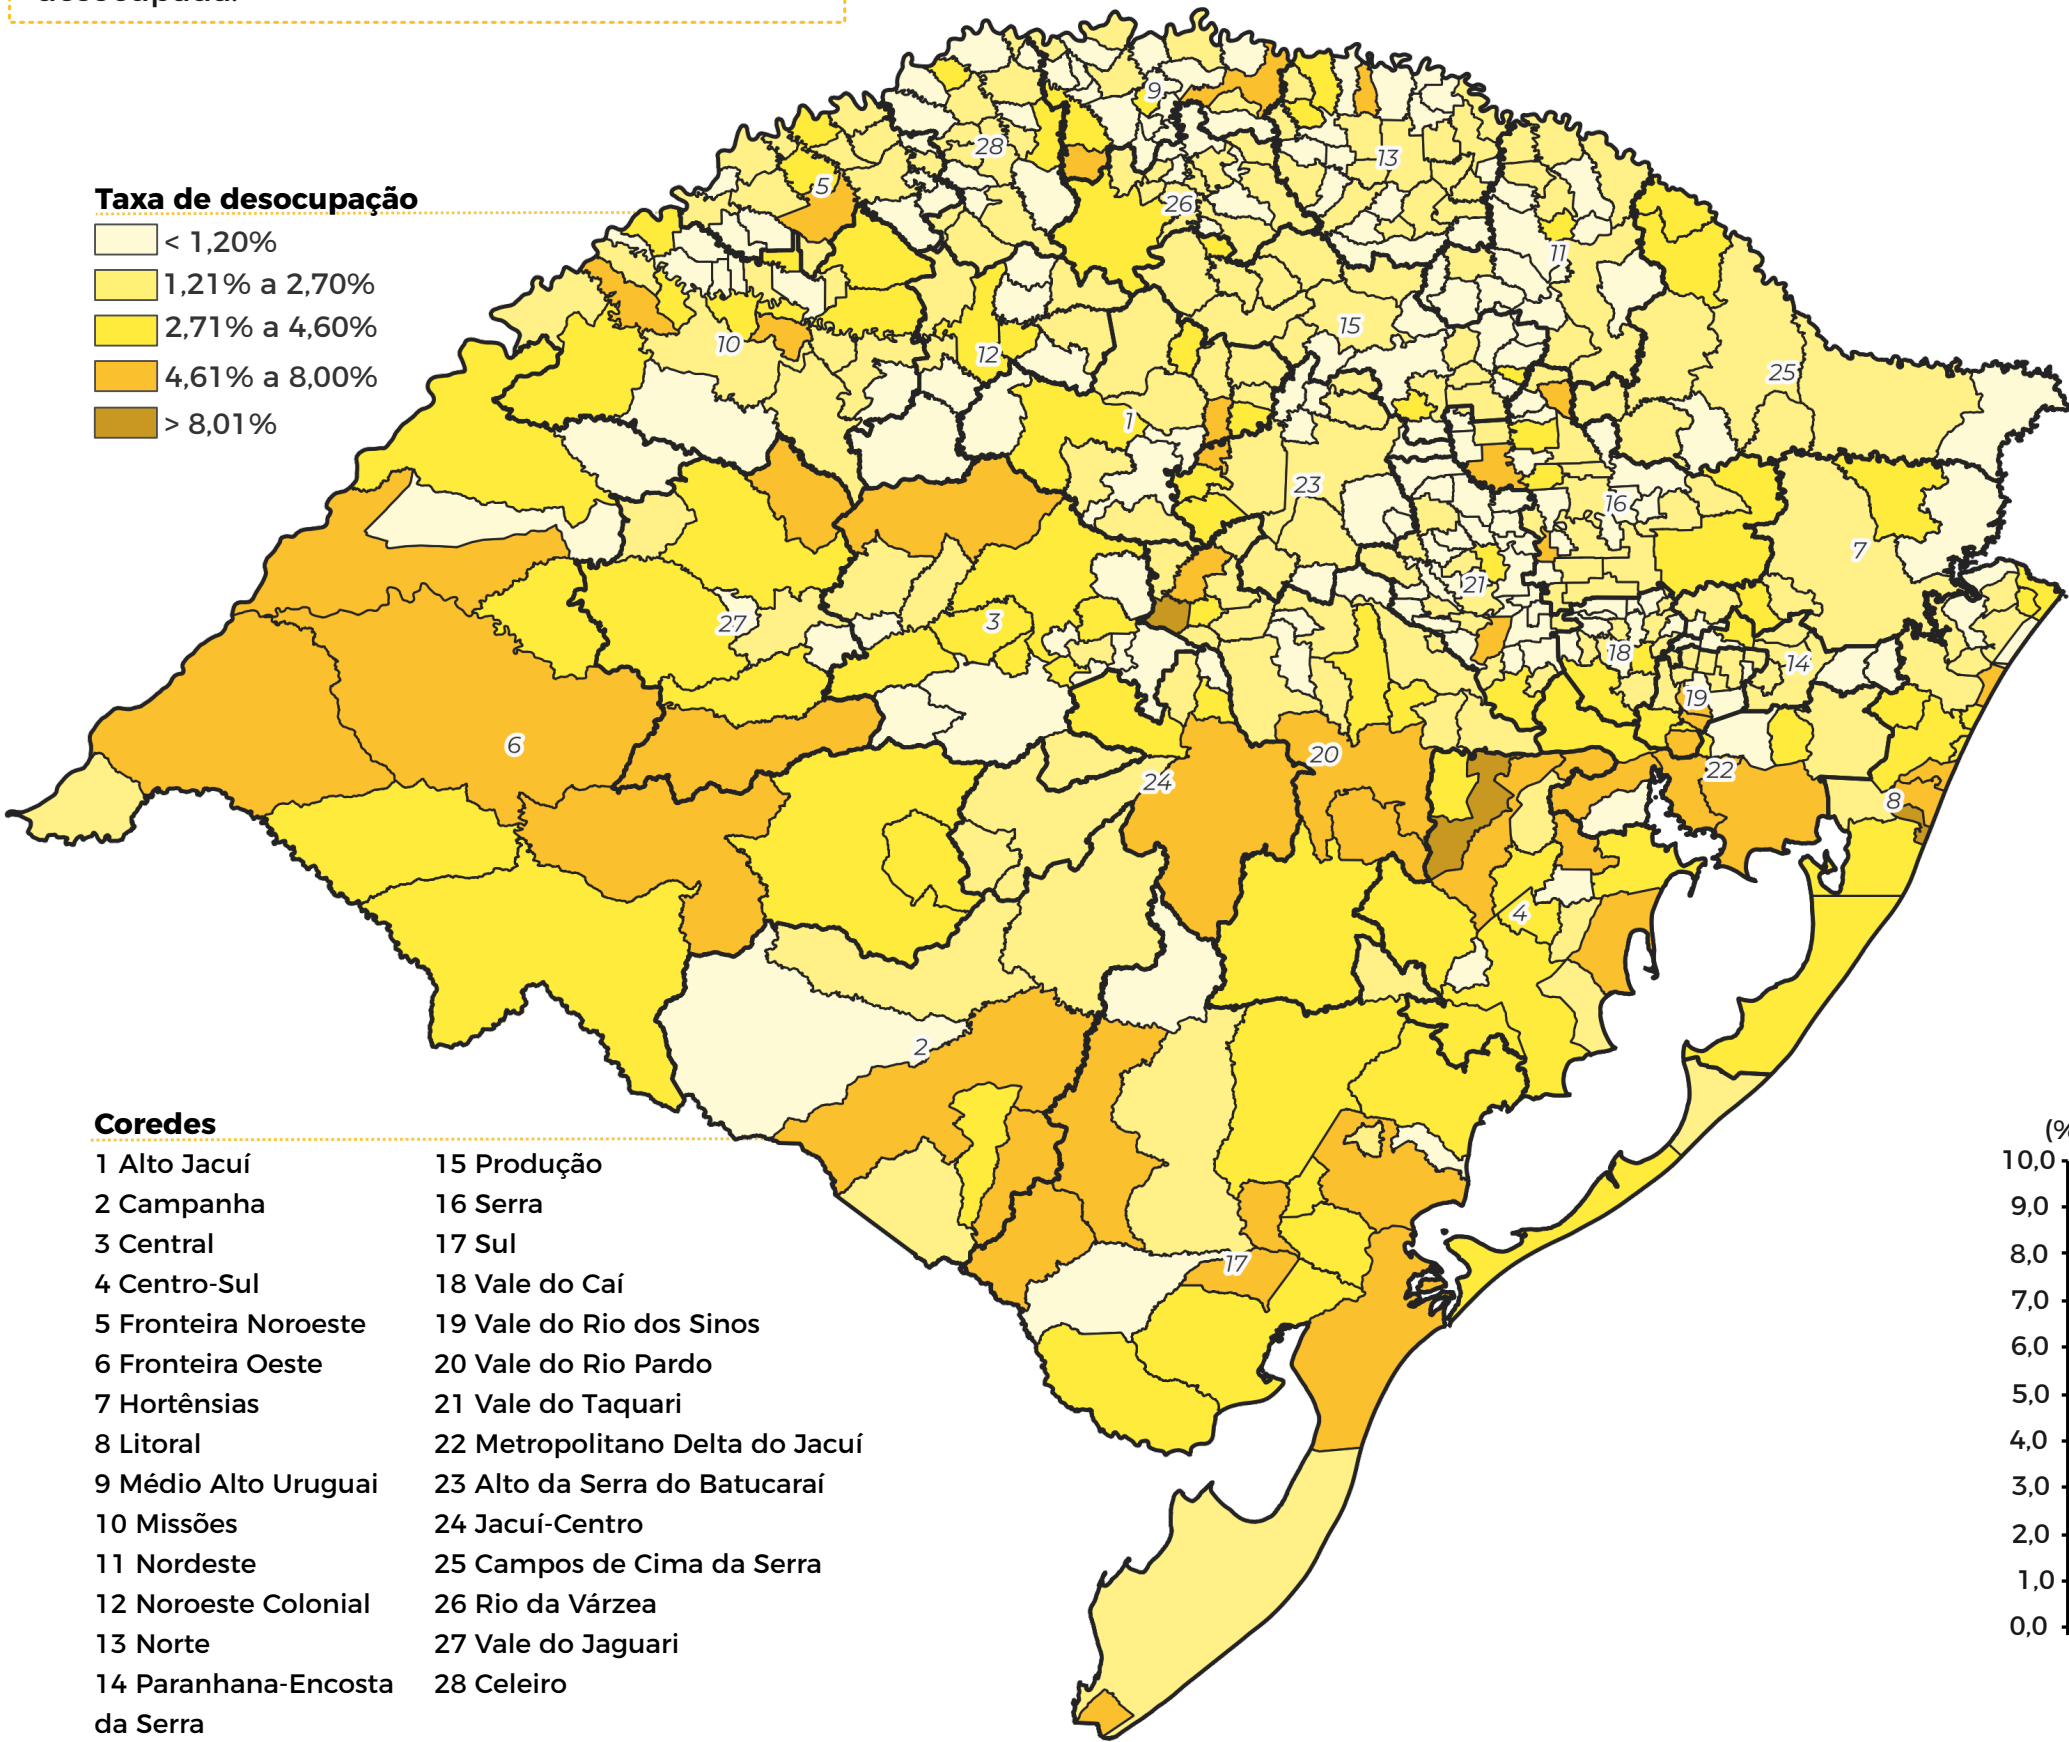 Taxa de desocupação
< 1,20%
1,21% a 2,70%
2,71% a 4,60%
4,61% a 8,00%
> 8,01%
9
28
13
5
26
11
15
10
12
25
1
23
16
7
21
27
3
18
14
19
6
20
22
24
8
4
2
17
Coredes
1 Alto Jacuí
2 Campanha
3 Central
4 Centro-Sul
5 Fronteira Noroeste
6 Fronteira Oeste
7 Hortênsias
8 Litoral
9 Médio Alto Uruguai
10 Missões
11 Nordeste
12 Noroeste Colonial
13 Norte
14 Paranhana-Encosta
da Serra
15 Produção
16 Serra
17 Sul
18 Vale do Caí
19 Vale do Rio dos Sinos
20 Vale do Rio Pardo
21 Vale do Taquari
22 Metropolitano Delta do Jacuí
23 Alto da Serra do Batucaraí
24 Jacuí-Centro
25 Campos de Cima da Serra
26 Rio da Várzea
27 Vale do Jaguari
28 Celeiro
(%
10,0
9,0
8,0
7,0
6,0
5,0
4,0
3,0
2,0
1,0
0,0